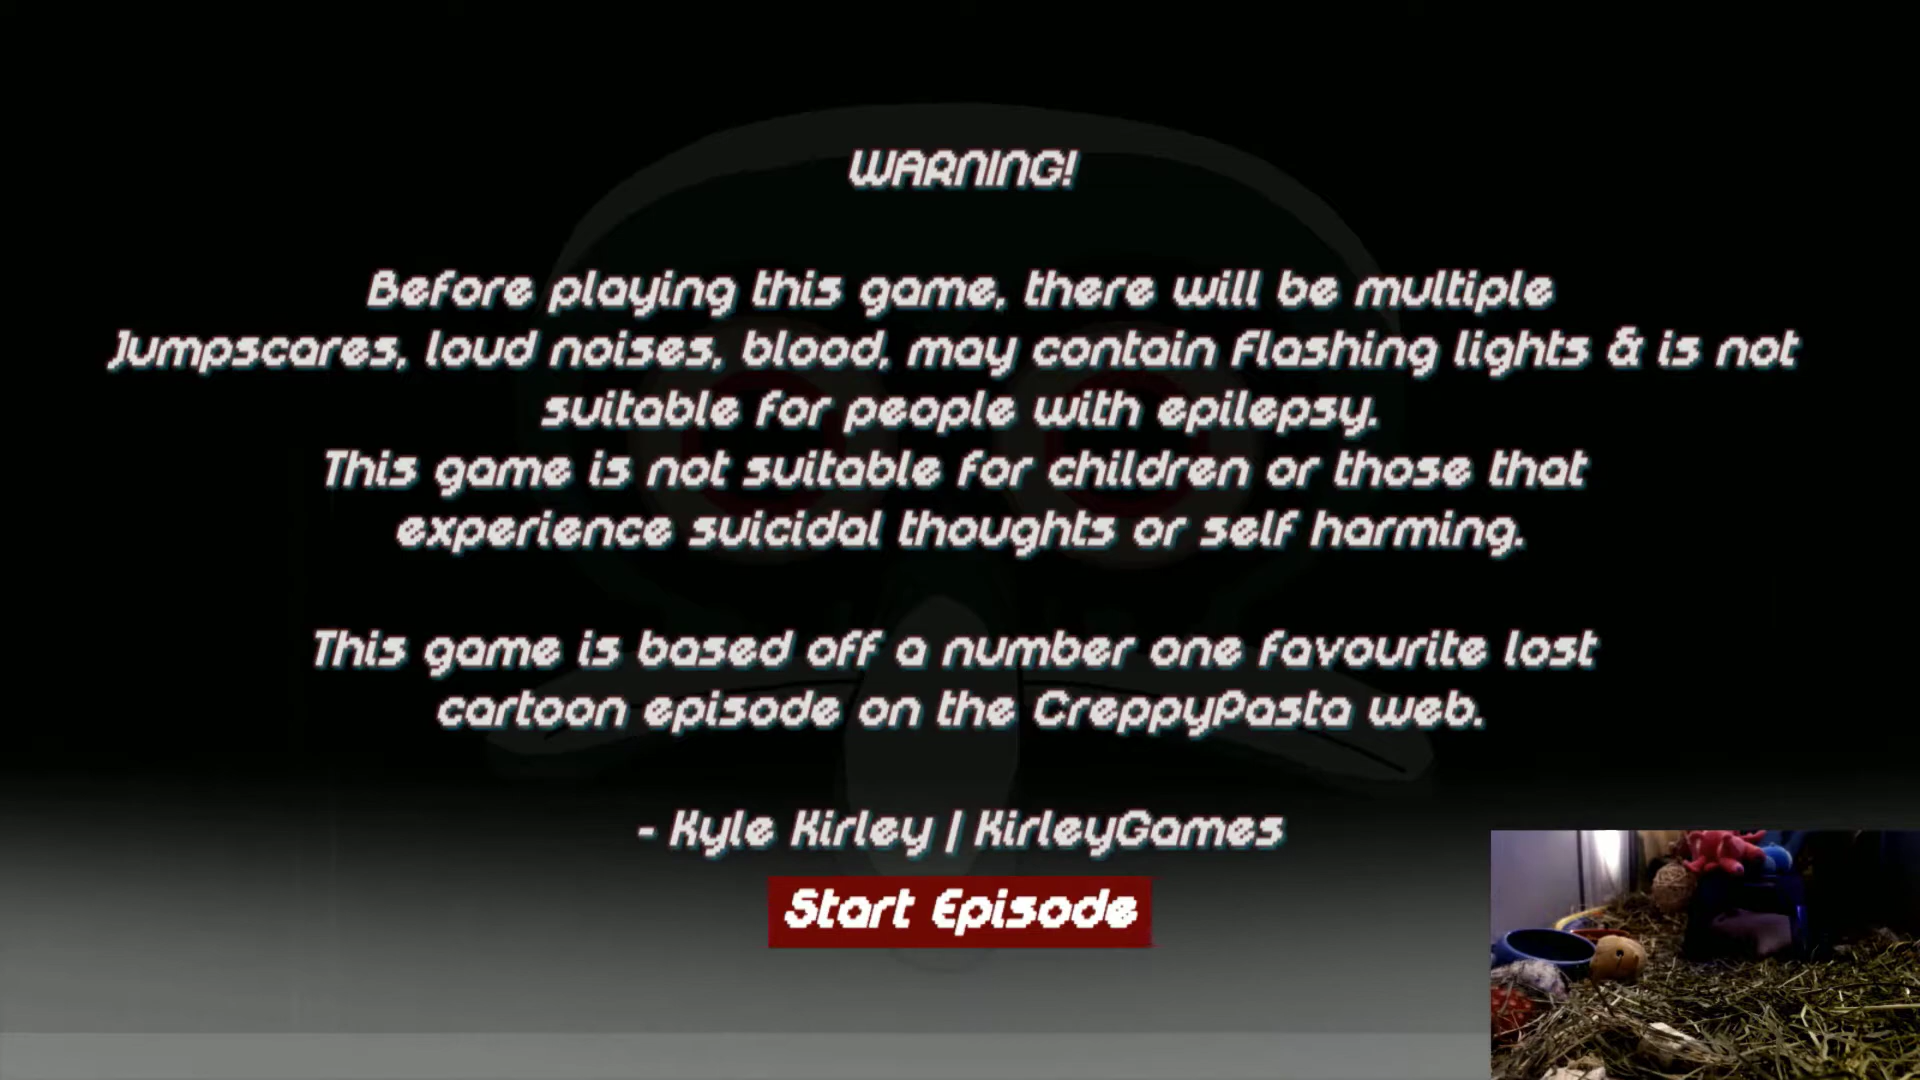 WARNING!
Before playing this game, there will be multiple
Jumpscares, loud noises, blood, may contain flashing lights & is not
suitable for people with epilepsy.
This game is not suitable for children or those that
experience suicidal thoughts or self harming.
This game is based off a number one favourite lost
cartoon episode on the CreppyPasta web.
- Kyle Kirley | KirleyGames
Start Episode